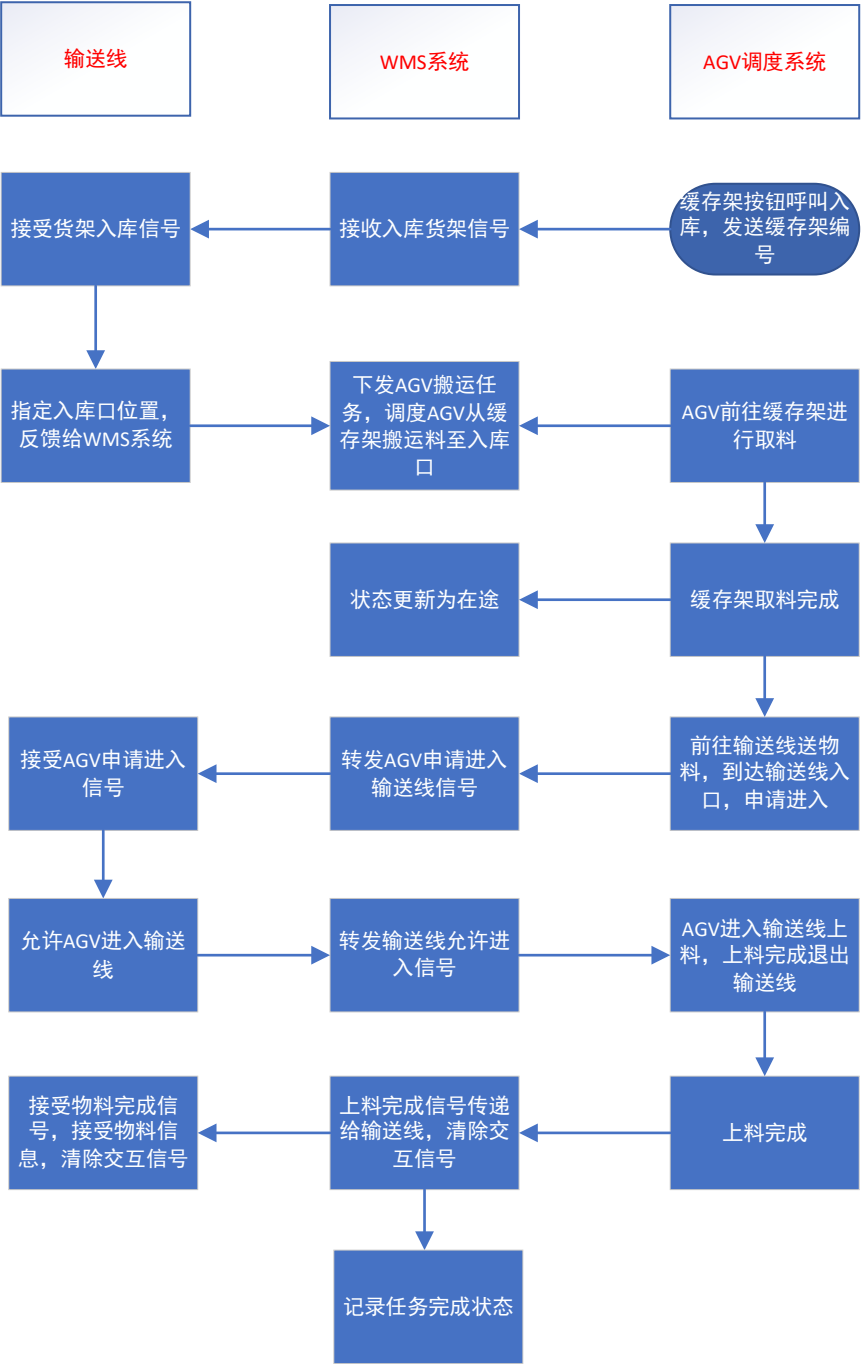 输送线
WMS系统
AGV调度系统
接受货架入库信号
接收入库货架信号
缓存架按钮呼叫入
库，发送缓存架编
号
指定入库口位置，
反馈给WMS系统
下发AGV搬运任
务，调度AGV从缓
存架搬运料至入库
口
AGV前往缓存架进
行取料
状态更新为在途
缓存架取料完成
接受AGV申请进入
信号
转发AGV申请进入
输送线信号
前往输送线送物
料，到达输送线入
口，申请进入
允许AGV进入输送
线
转发输送线允许进
入信号
AGV进入输送线上
料，上料完成退出
输送线
接受物料完成信
号，接受物料信
息，清除交互信号
上料完成信号传递
给输送线，清除交
互信号
上料完成
记录任务完成状态